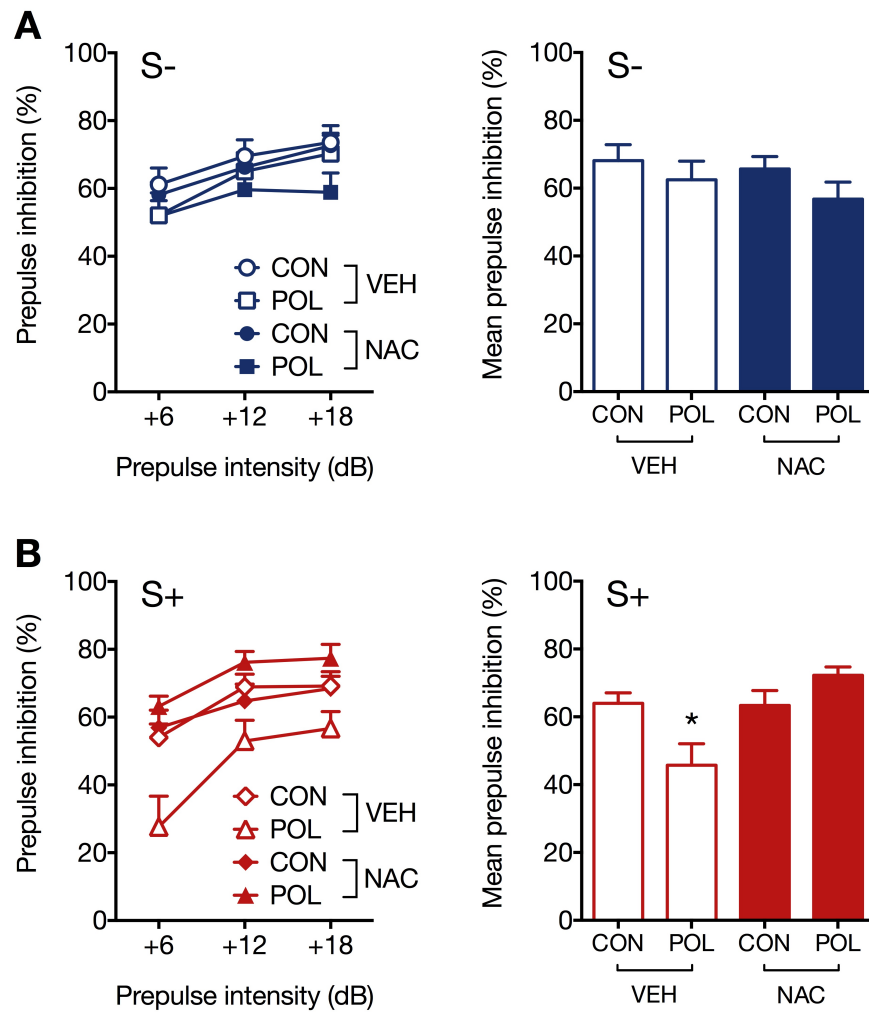 A
S-
Prepulse inhibition (%)
100
80
60
40
20
0
CON
POL
VEH
CON
POL
NAC
+6 +12 +18
Prepulse intensity (dB)
S-
Mean prepulse inhibition (%)
100
80
60
40
20
0
CON POL CON POL
VEH NAC
B
S+
Prepulse inhibition (%)
100
80
60
40
20
0
CON
POL
VEH
CON
POL
NAC
+6 +12 +18
Prepulse intensity (dB)
S+
Mean prepulse inhibition (%)
100
80
60
40
20
0
*
CON POL CON POL
VEH NAC